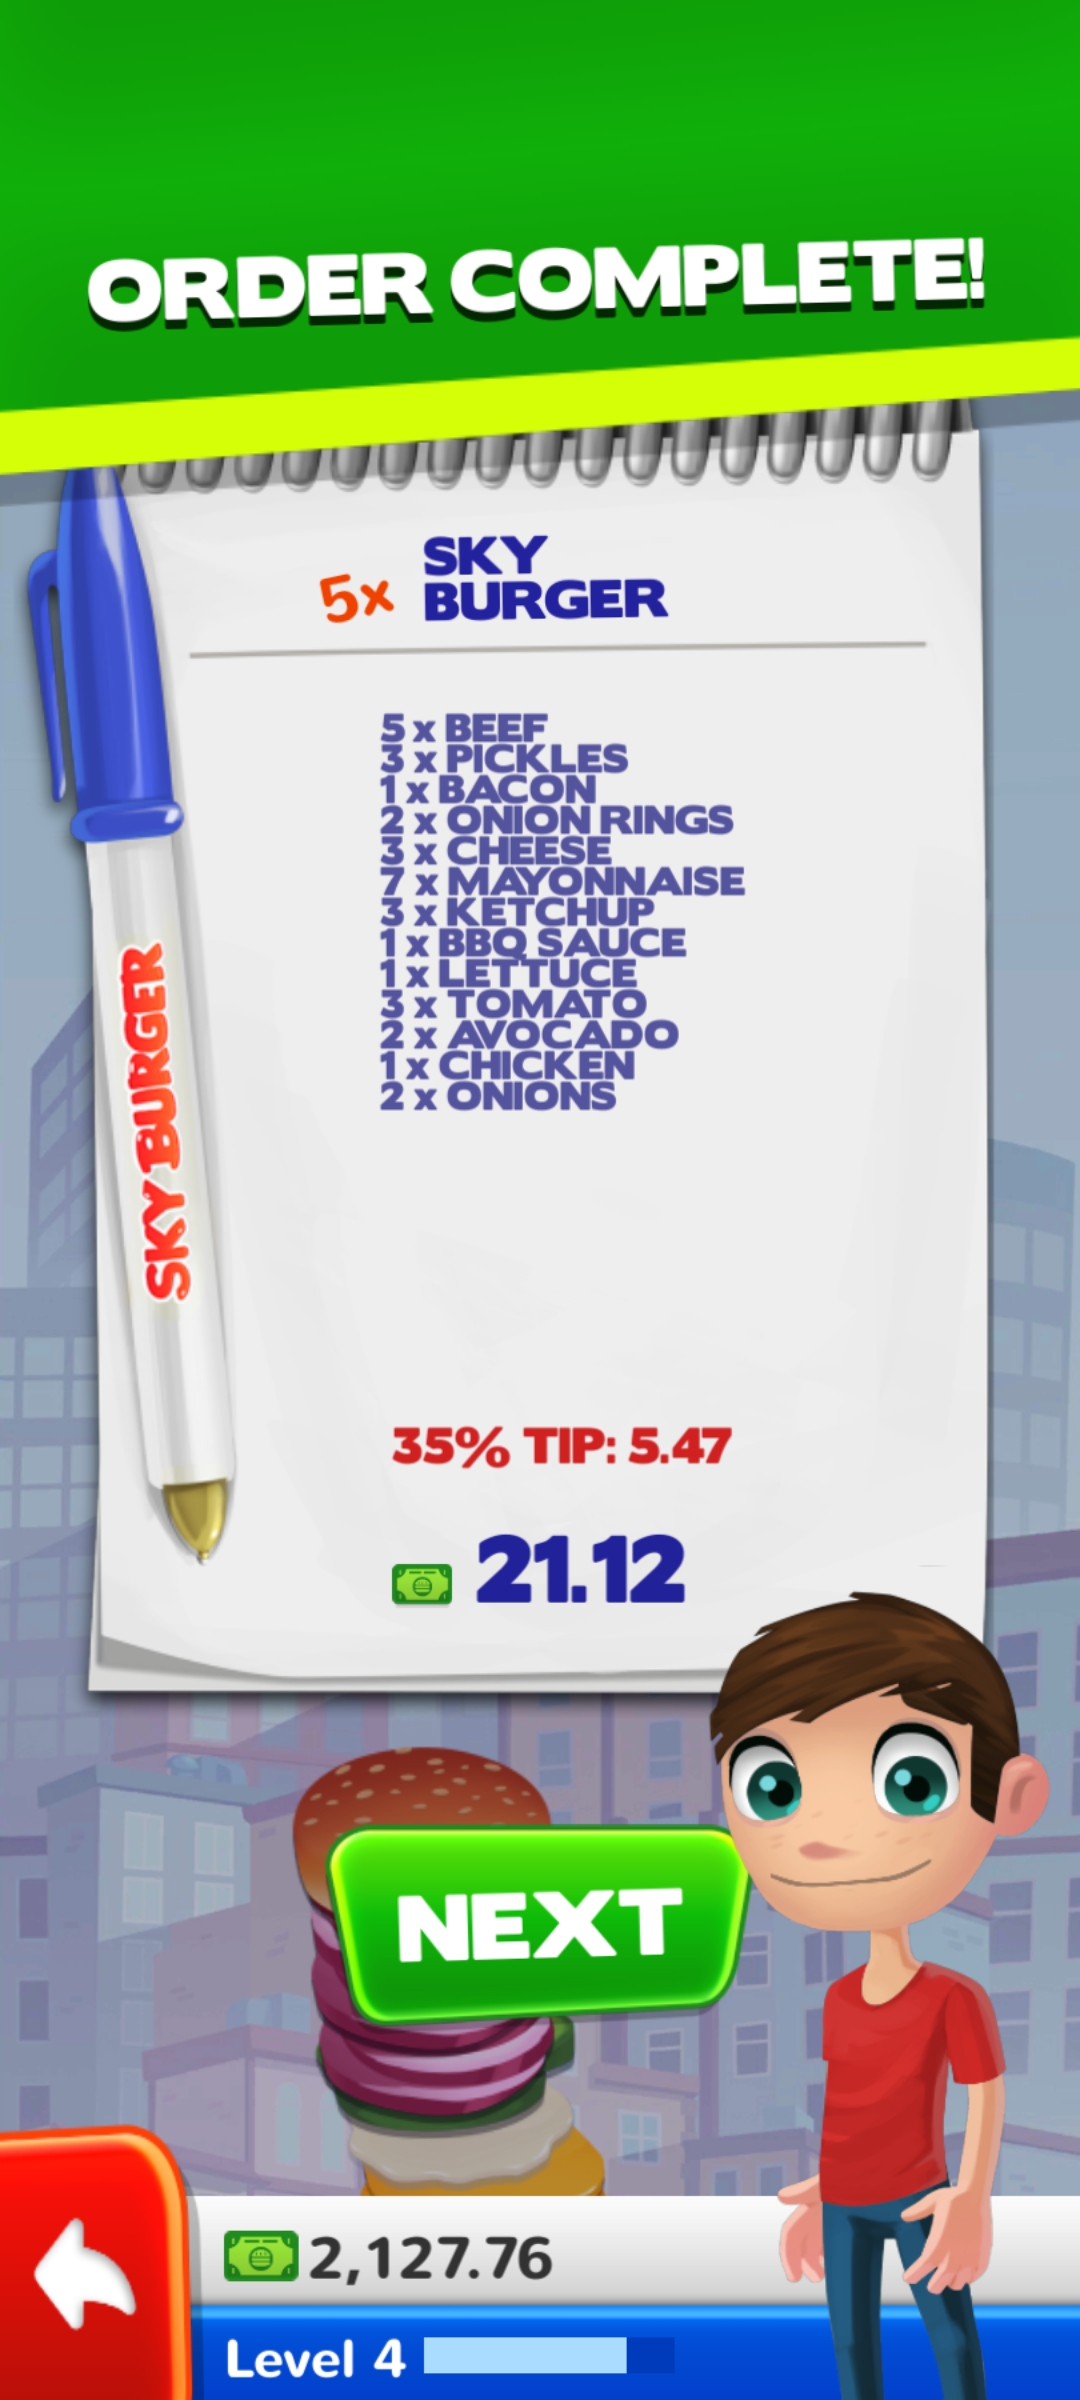 ORDER COMPLETE!
5x SKY
BURGER
5 x BEEF
3 x PICKLES
1 x BACON
2 x ONION RINGS
3 x CHEESE
7 x MAYONNAISE
3 x KETCHUP
1 x BBQ SAUCE
1 x LETTUCE
3 x TOMATO
2 x AVOCADO
1 x CHICKEN
2 x ONIONS
SKY BURGER
35% TIP: 5.47
21.12
NEXT
2,127.76
Level 4